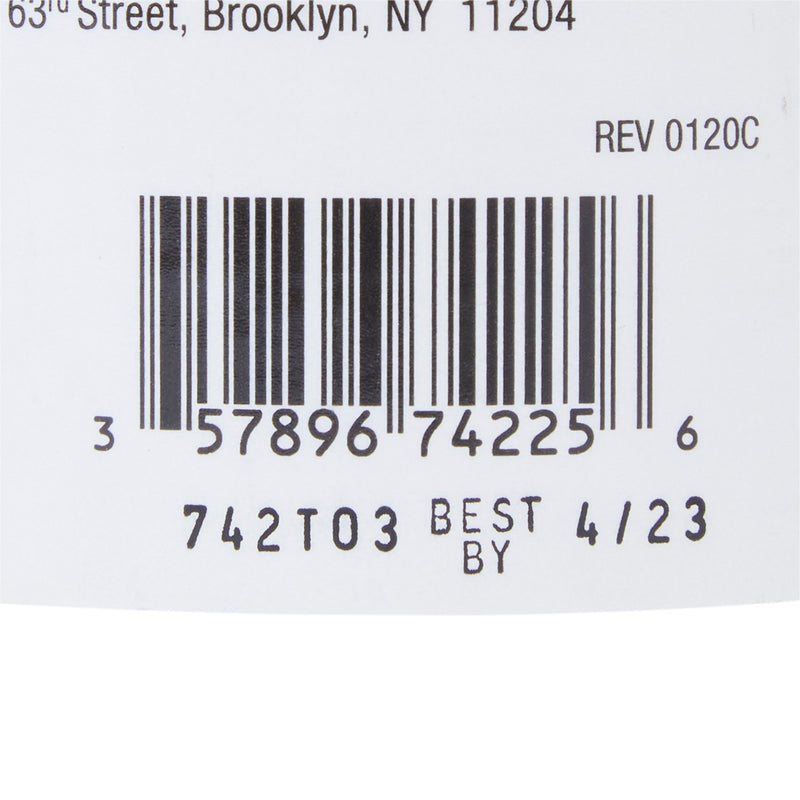 63rd Street, Brooklyn, NY 11204
REV 0120C
3 57896 74225 6
742T03 BEST BY 4/23